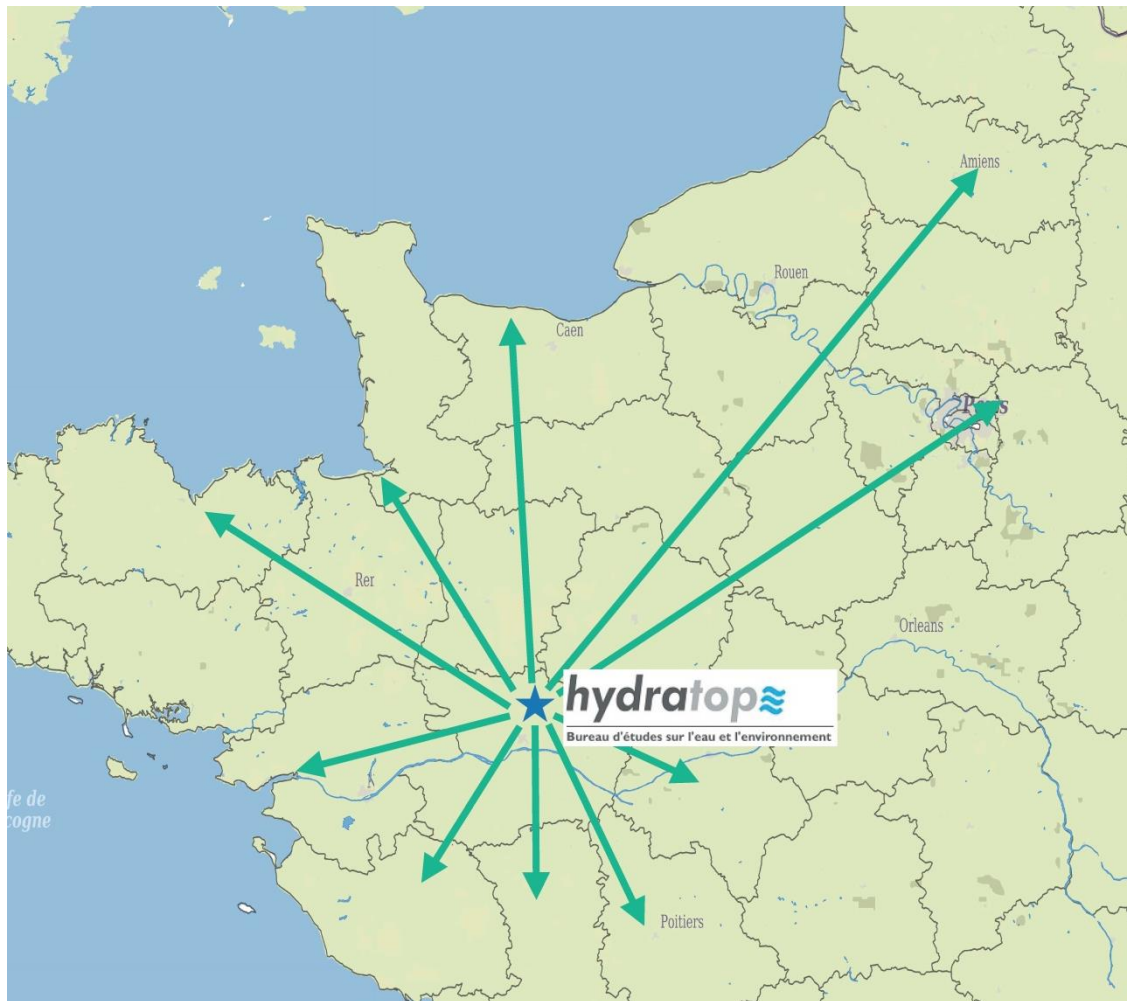 Amiens
Rouen
Caen
Paris
Rer
Orleans
hydratop
Bureau d'études sur l'eau et l'environnement
fe de
cogne
Poitiers